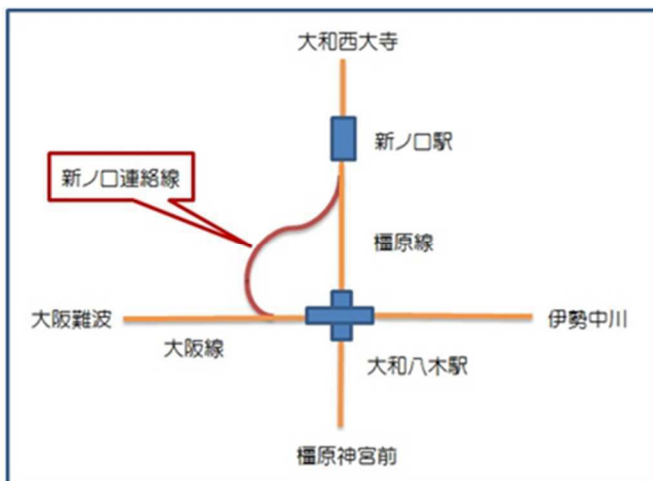 大和西大寺
新ノ口駅
新ノ口連絡線
橿原線
大阪難波
伊勢中川
大阪線
大和八木駅
橿原神宮前